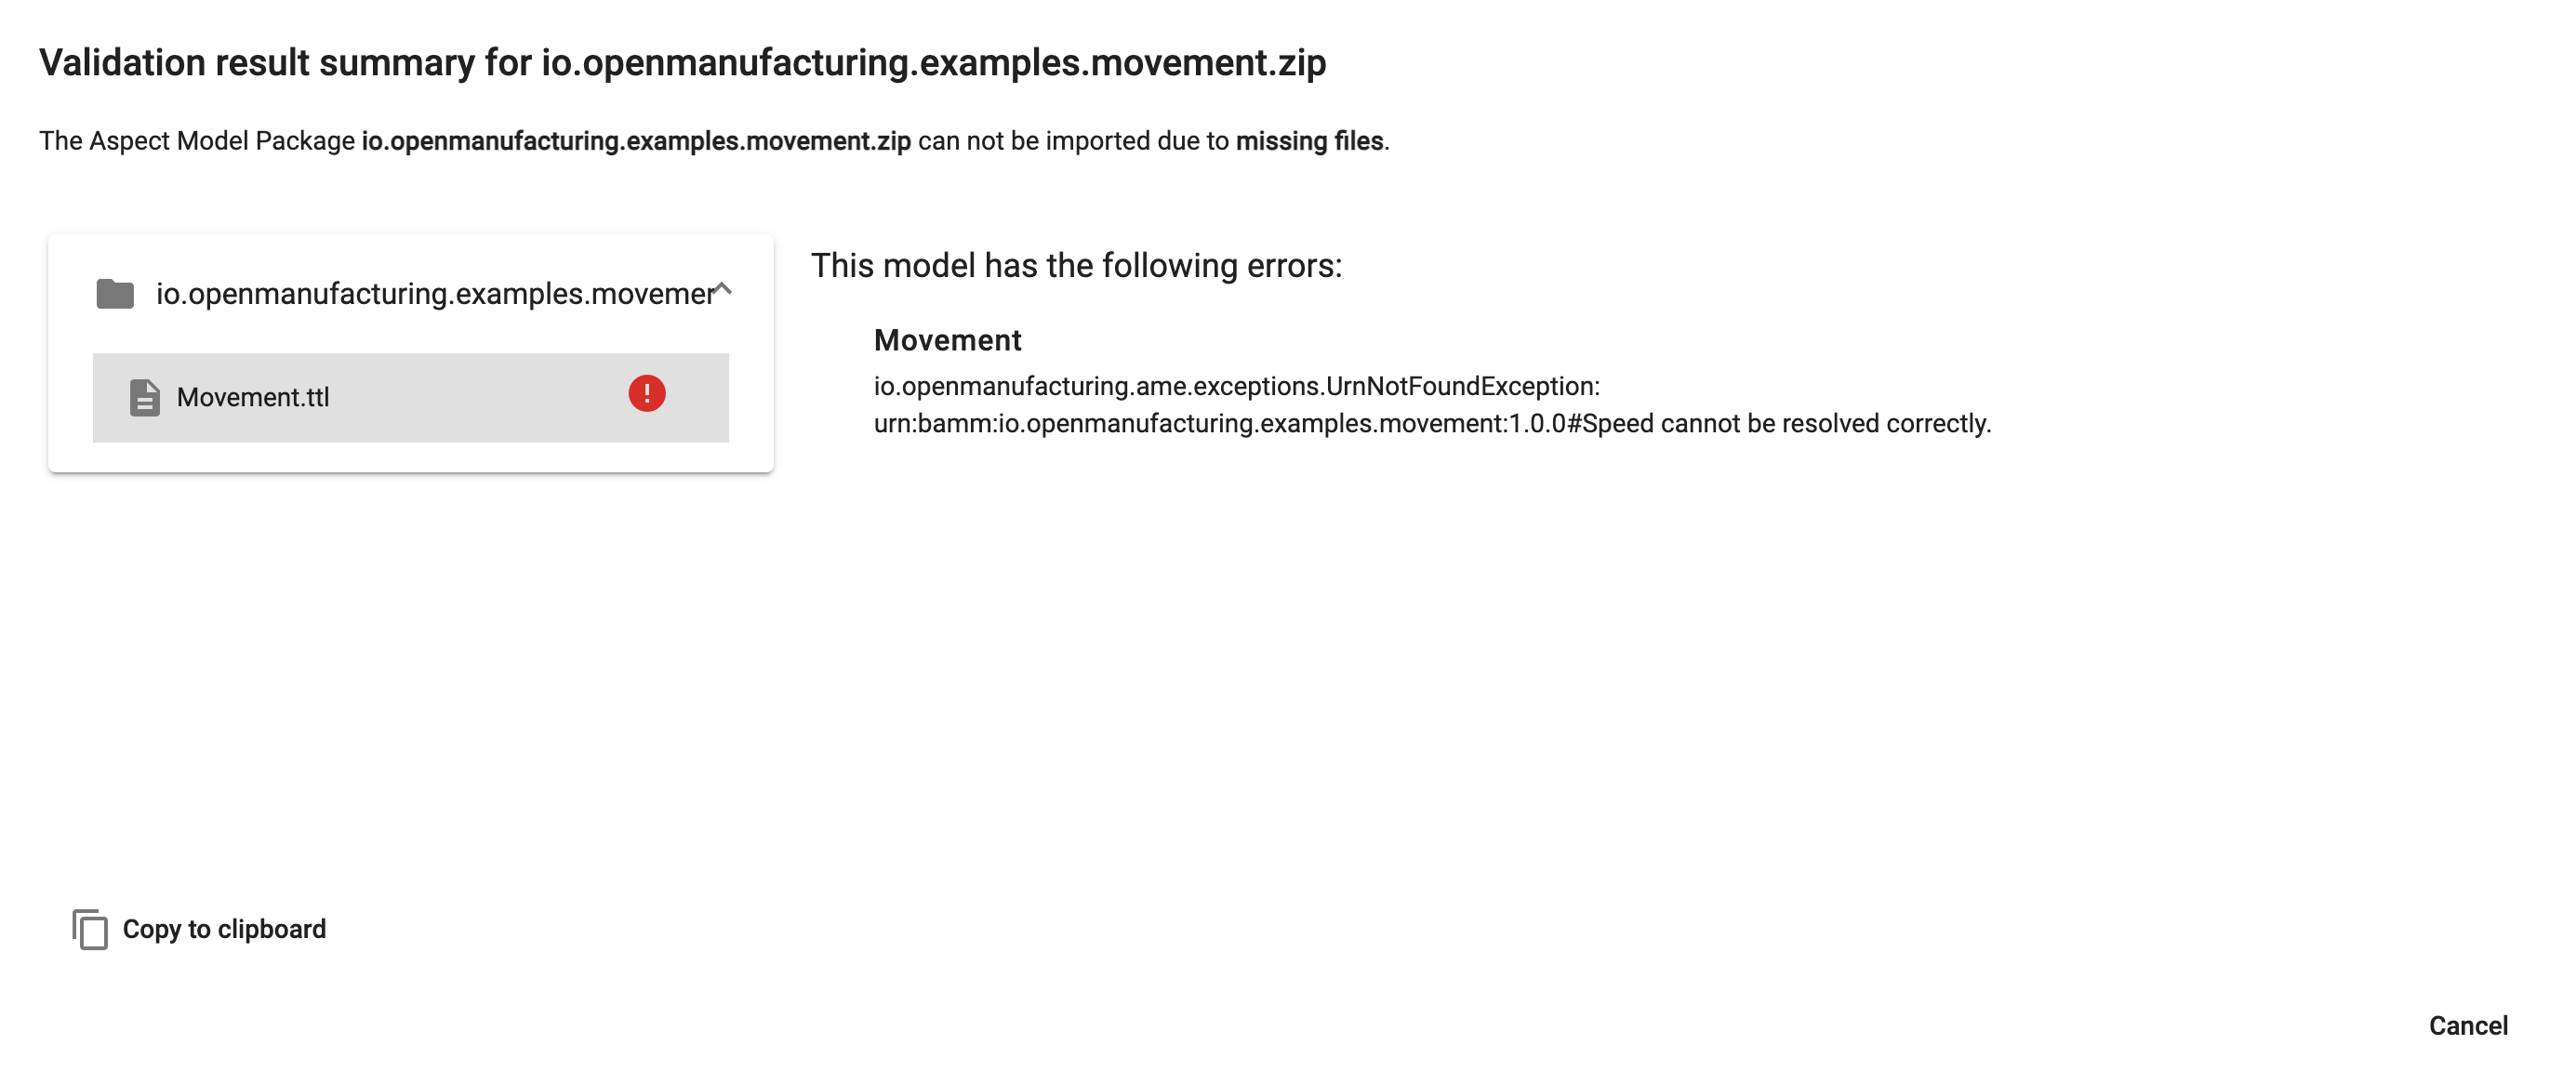 Validation result summary for io.openmanufacturing.examples.movement.zip
The Aspect Model Package io.openmanufacturing.examples.movement.zip can not be imported due to missing files.
io.openmanufacturing.examples.movemer
Movement.ttl
This model has the following errors:
Movement
io.openmanufacturing.ame.exceptions.UrnNotFoundException:
urn:bamm:io.openmanufacturing.examples.movement:1.0.0#Speed cannot be resolved correctly.
Copy to clipboard
Cancel